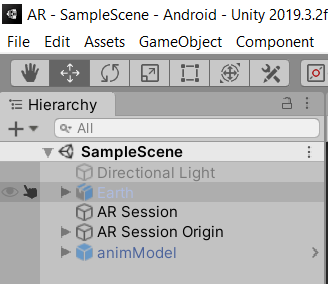 AR - SampleScene - Android - Unity 2019.3.2f
File Edit Assets GameObject Component
Hierarchy
All
SampleScene
Directional Light
Earth
AR Session
AR Session Origin
animModel